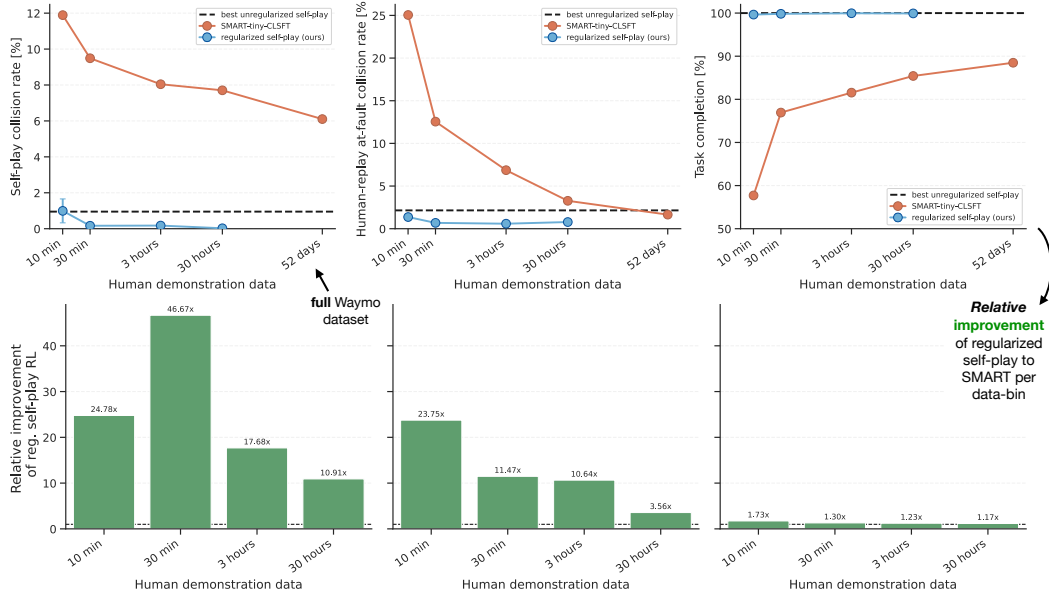 Self-play collision rate [%]
12
10
8
6
4
2
0
best unregularized self-play
SMART-tiny-CLSFT
regularized self-play (ours)
10 min
30 min
3 hours
30 hours
52 days
Human demonstration data
Human-replay at-fault collision rate [%]
25
20
15
10
5
0
best unregularized self-play
SMART-tiny-CLSFT
regularized self-play (ours)
10 min
30 min
3 hours
30 hours
52 days
Human demonstration data
Task completion [%]
100
90
80
70
60
50
best unregularized self-play
SMART-tiny-CLSFT
regularized self-play (ours)
10 min
30 min
3 hours
30 hours
52 days
Human demonstration data
full Waymo
dataset
Relative
improvement
of regularized
self-play to
SMART per
data-bin
Relative improvement
of reg. self-play RL
40
30
20
10
0
24.78x
46.67x
17.68x
10.91x
10 min
30 min
3 hours
30 hours
Human demonstration data
23.75x
11.47x
10.64x
3.56x
10 min
30 min
3 hours
30 hours
Human demonstration data
1.73x
1.30x
1.23x
1.17x
10 min
30 min
3 hours
30 hours
Human demonstration data